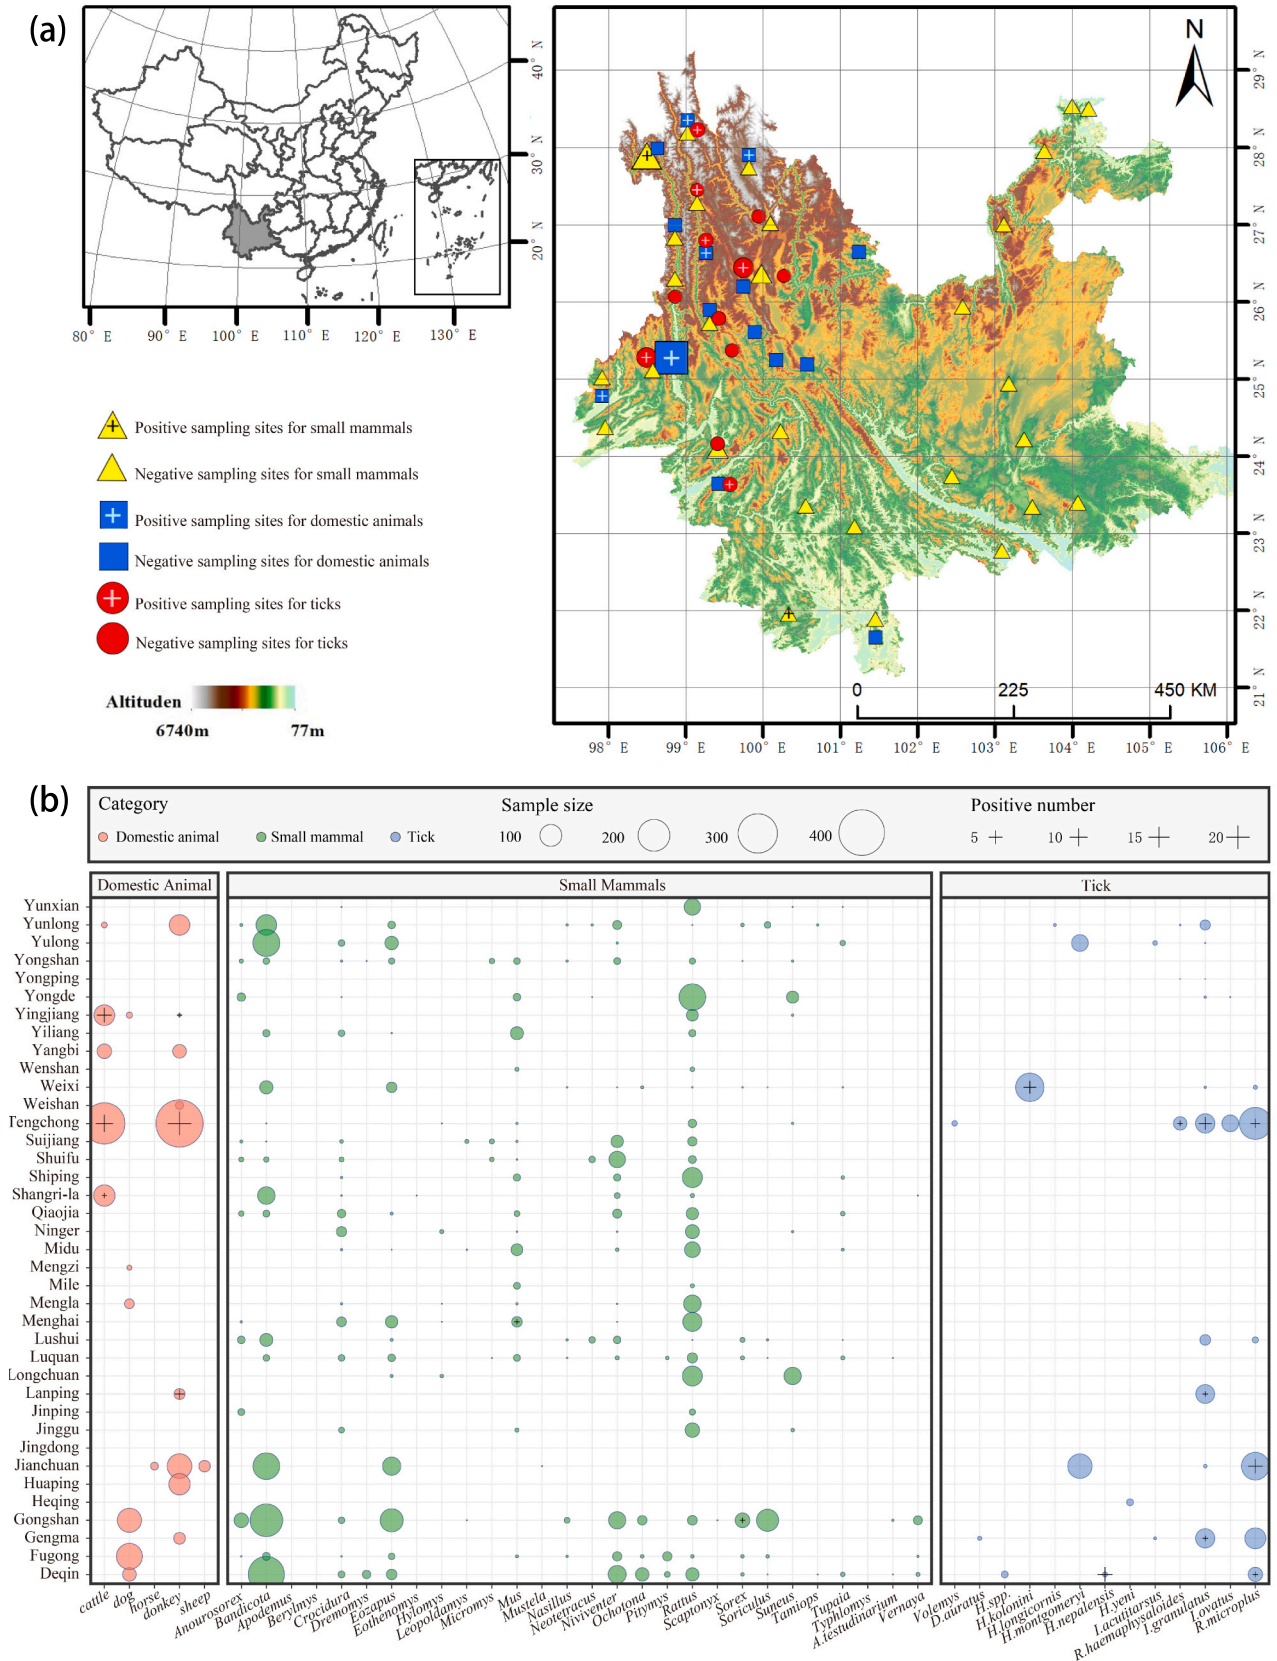 (a)
40° N
30° N
20° N
80° E
90° E
100° E
110° E
120° E
130° E
N
29° N
28° N
27° N
26° N
25° N
24° N
23° N
22° N
21° N
0
225
450 KM
98° E
99° E
100° E
101° E
102° E
103° E
104° E
105° E
106° E
Positive sampling sites for small mammals
Negative sampling sites for small mammals
Positive sampling sites for domestic animals
Negative sampling sites for domestic animals
Positive sampling sites for ticks
Negative sampling sites for ticks
Altituden
6740m
77m
(b)
Category
Sample size
Positive number
Domestic animal
Small mammal
Tick
100
200
300
400
5
10
15
20
Domestic Animal
Small Mammals
Tick
Yunxian
Yunlong
Yulong
Yongshan
Yongping
Yongde
Yingjiang
Yiliang
Yangbi
Wenshan
Weixi
Weishan
Tengchong
Suijiang
Shuifu
Shiping
Shangri-la
Qiaojia
Ninger
Midu
Mengzi
Mile
Mengla
Menghai
Lushui
Luquan
Longchuan
Lanping
Jinping
Jinggu
Jingdong
Jianchuan
Huaping
Heqing
Gongshan
Gengma
Fugong
Deqin
cattle
dog
horse
donkey
sheep
Anourosorex
Bandicota
Apodemus
Berylmys
Crocidura
Dremomys
Eozapus
Eothenomys
Hylomys
Leopoldamys
Micromys
Mus
Mustela
Nasillus
Neotetracus
Niviventer
Ochotona
Pitymys
Rattus
Scaptonyx
Sorex
Soriculus
Suncus
Tamiops
Tupaia
Typhlomys
A.iestudinarium
Vernaya
Volemys
D.auratus
H.spp.
H.kolonini
H.longicornis
H.montgomeryi
H.nepalensis
H.yeni
I.acutitarsus
R.haemaphysaloides
I.granulatus
I.ovatus
R.microplus